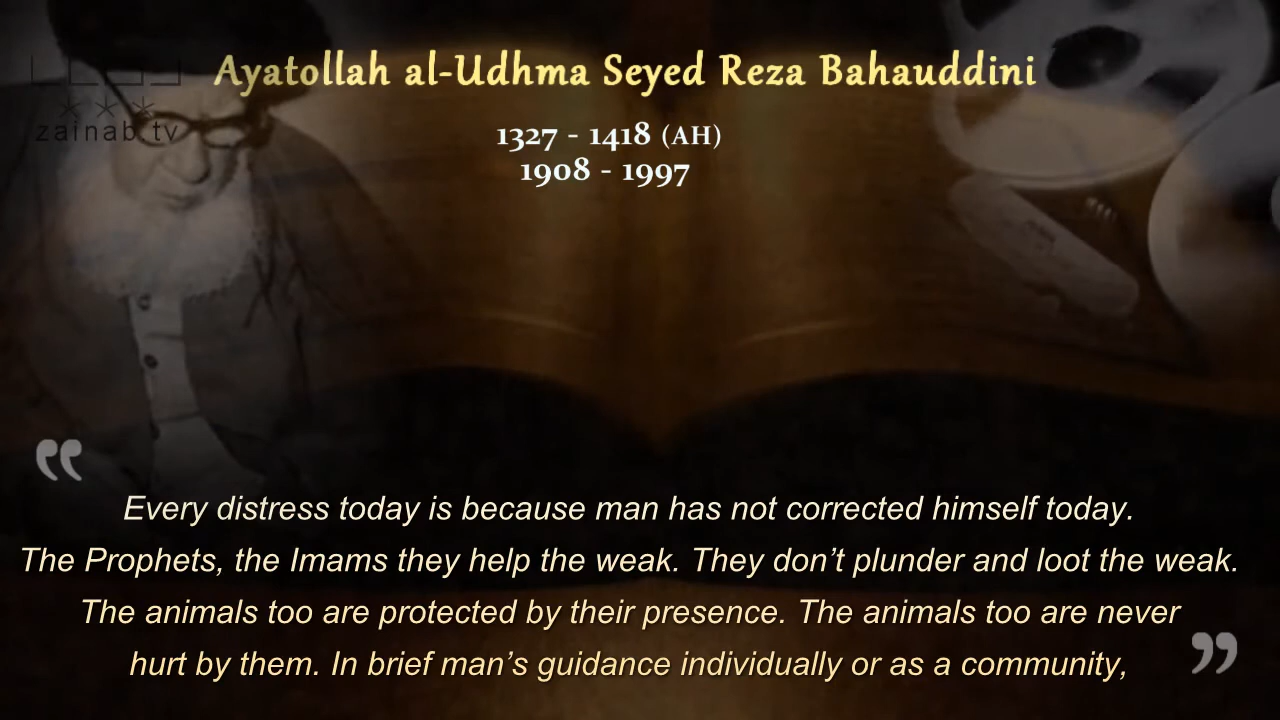 Ayatollah al-Udhma Seyed Reza Bahauddini
zainab.tv
1327 - 1418 (AH)
1908 - 1997
“
Every distress today is because man has not corrected himself today.
The Prophets, the Imams they help the weak. They don’t plunder and loot the weak.
The animals too are protected by their presence. The animals too are never
hurt by them. In brief man’s guidance individually or as a community,
”